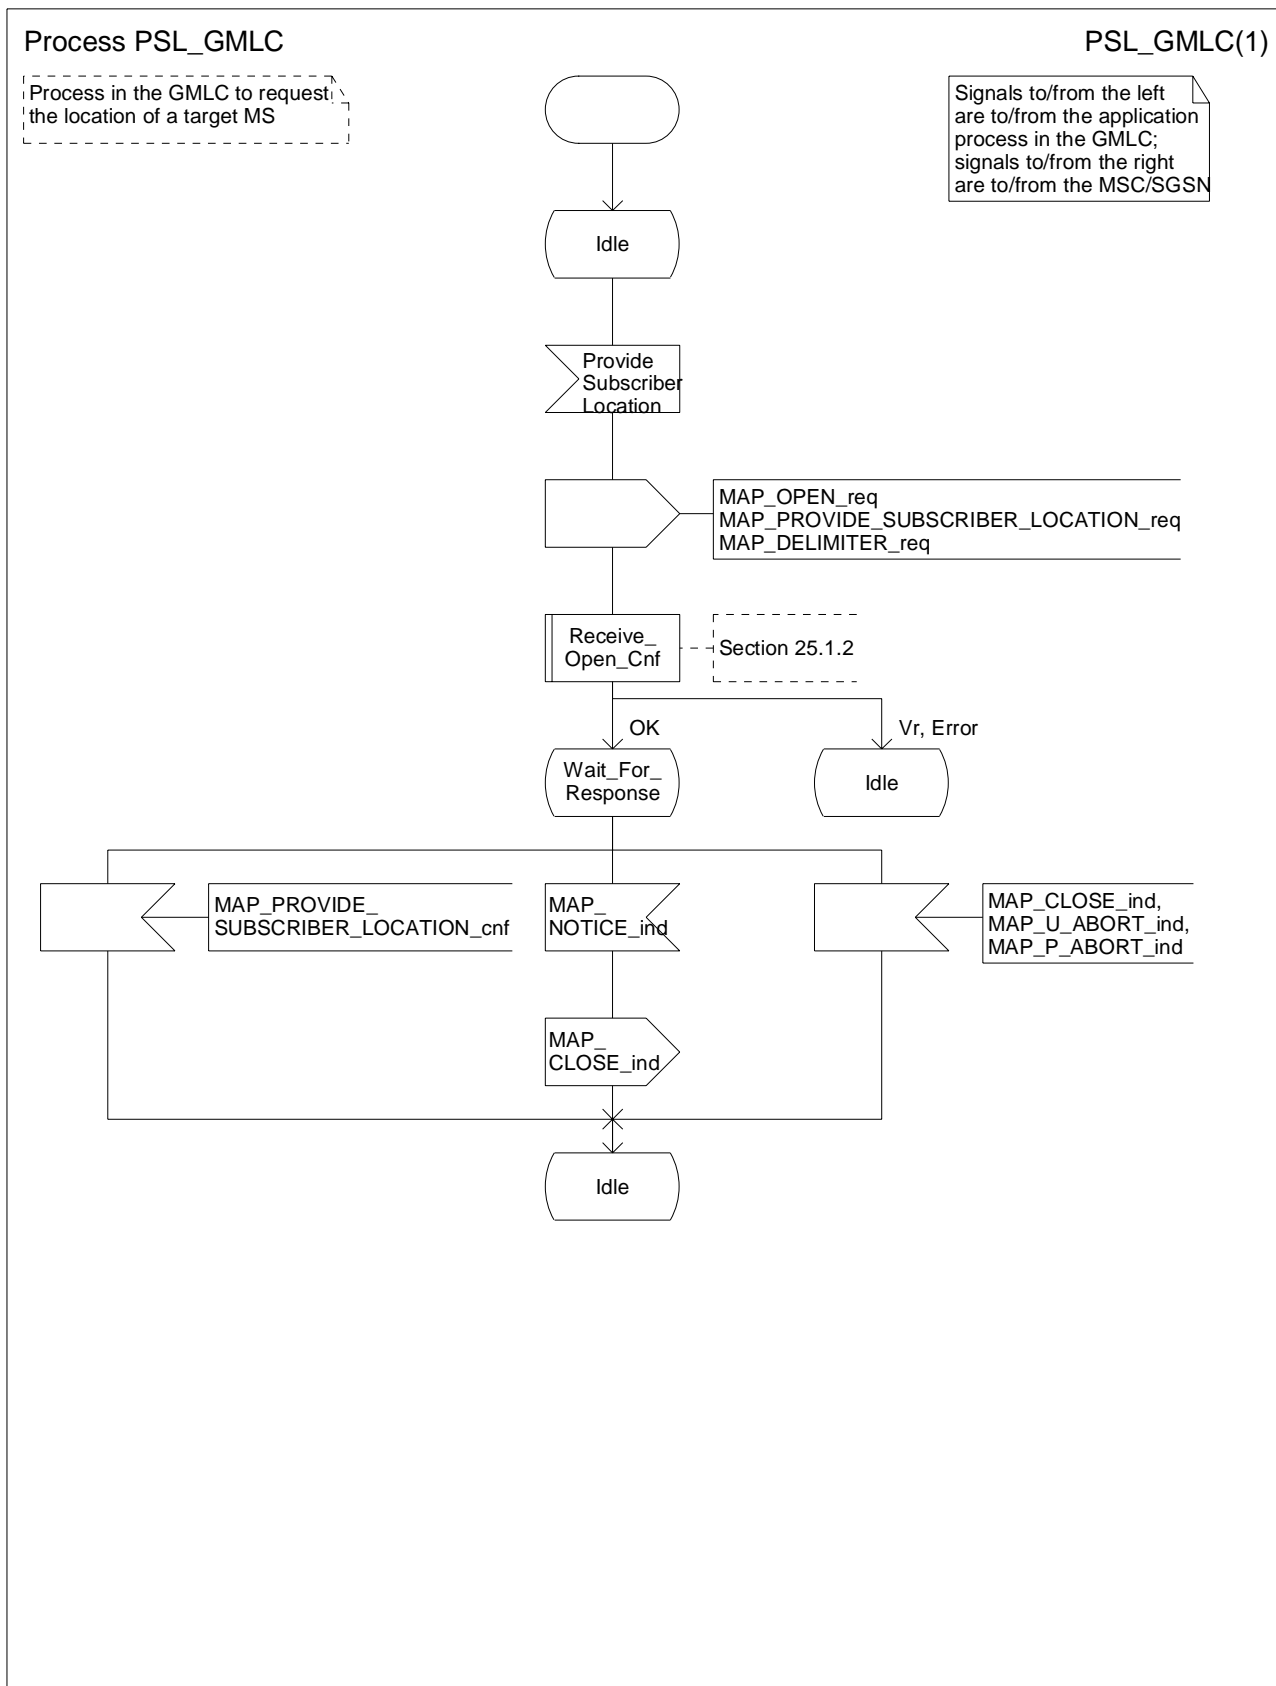 Process PSL_GMLC
PSL_GMLC(1)
Process in the GMLC to request
the location of a target MS
Signals to/from the left
are to/from the application
process in the GMLC;
signals to/from the right
are to/from the MSC/SGSN
Idle
Provide
Subscriber
Location
MAP_OPEN_req
MAP_PROVIDE_SUBSCRIBER_LOCATION_req
MAP_DELIMITER_req
Receive_
Open_Cnf
Section 25.1.2
OK
Vr, Error
Wait_For_
Response
Idle
MAP_PROVIDE_
SUBSCRIBER_LOCATION_cnf
MAP_
NOTICE_ind
MAP_CLOSE_ind,
MAP_U_ABORT_ind,
MAP_P_ABORT_ind
MAP_
CLOSE_ind
Idle